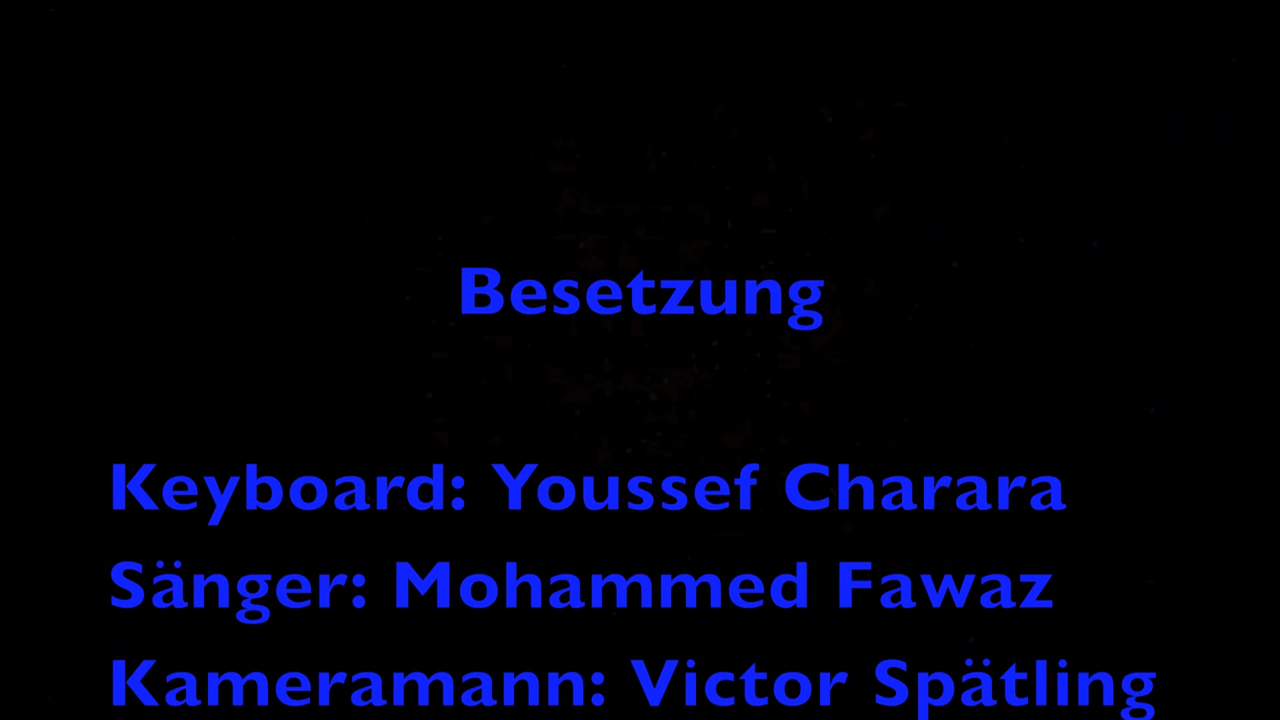 Besetzung
Keyboard: Youssef Charara
Sänger: Mohammed Fawaz
Kameramann: Victor Spätling